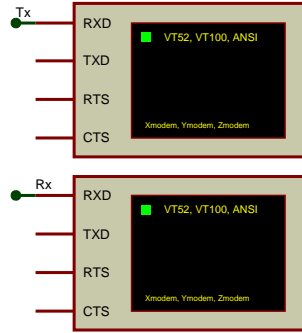 Tx
RXD
VT52, VT100, ANSI
TXD
RTS
Xmodem, Ymodem, Zmodem
CTS
Rx
RXD
VT52, VT100, ANSI
TXD
RTS
Xmodem, Ymodem, Zmodem
CTS